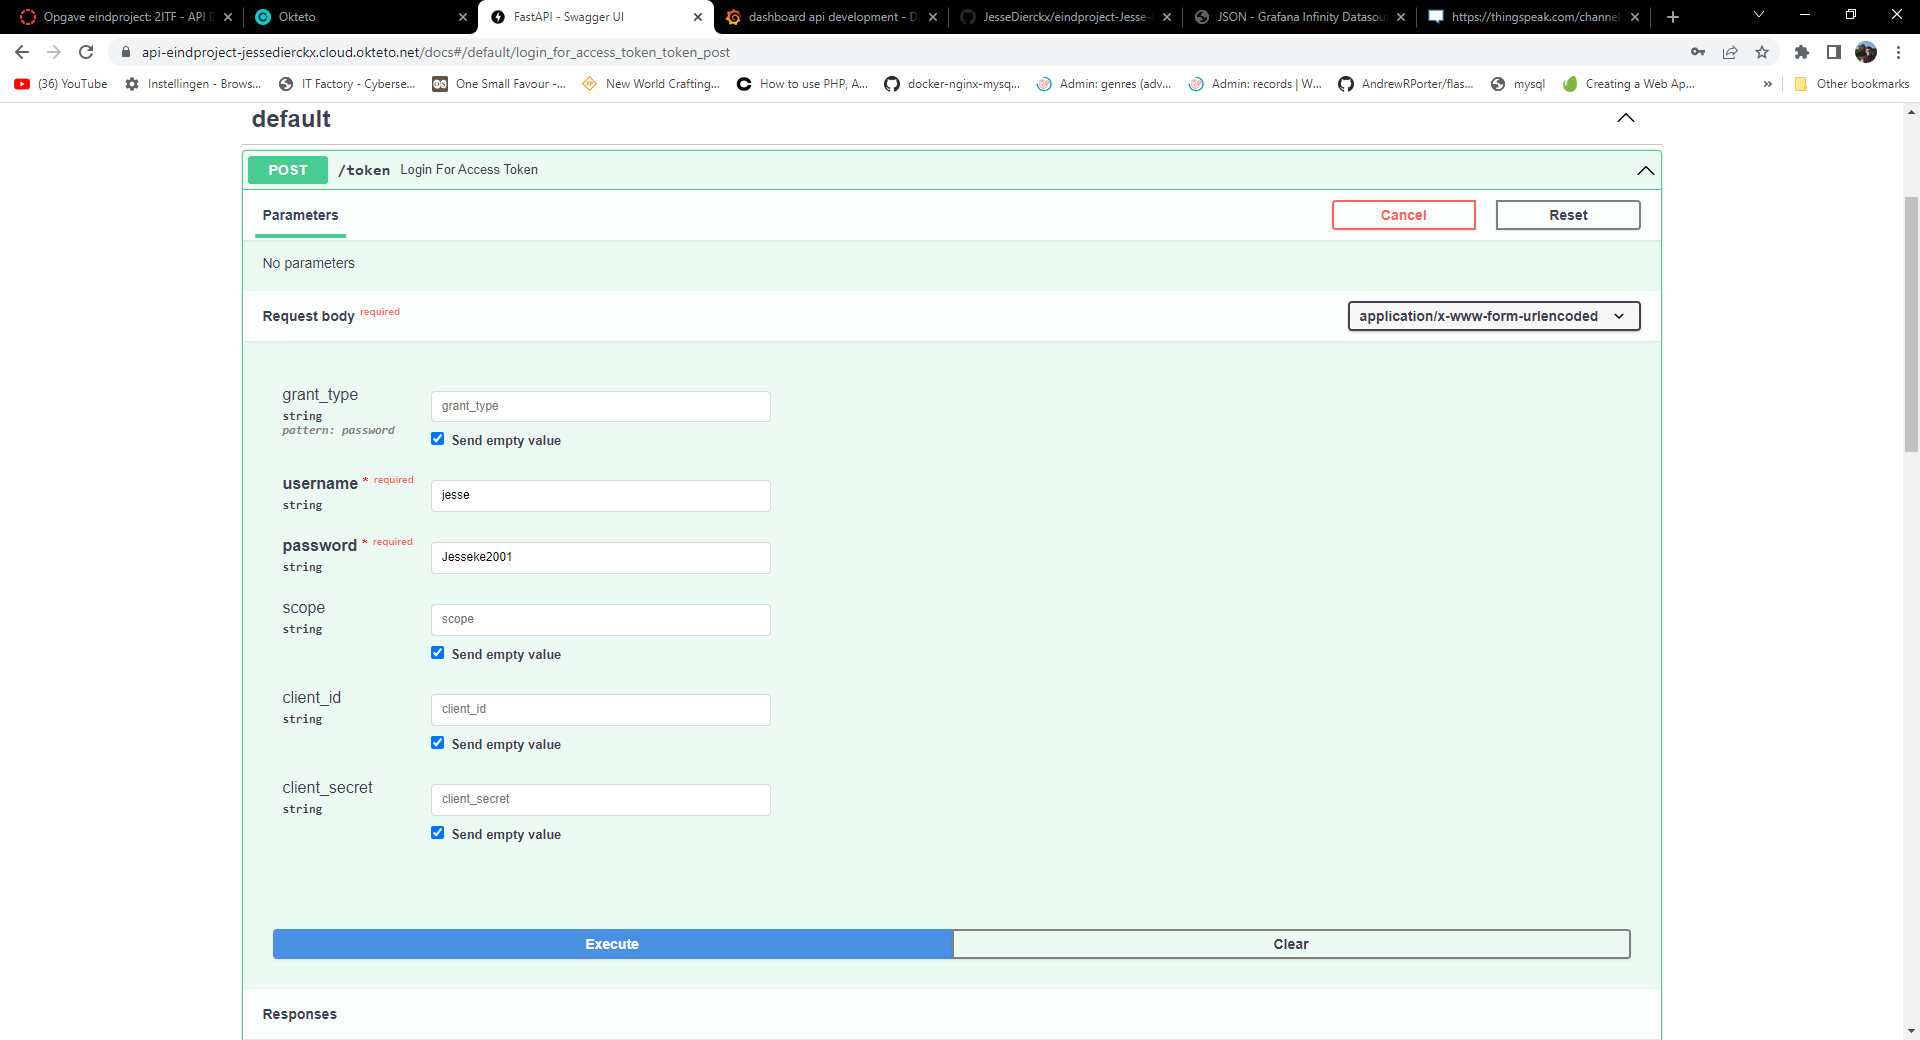 Opgave eindproject: 2ITF - API D
Okteto
FastAPI - Swagger UI
dashboard api development - D
JesseDierckx/eindproject-Jesse-
JSON - Grafana Infinity Datasou
https://thingspeak.com/channe
api-eindproject-jessedierckx.cloud.okteto.net/docs#/default/login_for_access_token_token_post
(36) YouTube
Instellingen - Brows...
IT Factory - Cyberse...
One Small Favour -...
New World Crafting...
How to use PHP, A...
docker-nginx-mysq...
Admin: genres (adv...
Admin: records | W...
AndrewRPorter/flas...
mysql
Creating a Web Ap...
»
Other bookmarks
default
POST /token Login For Access Token
Parameters
Cancel
Reset
No parameters
Request body required
application/x-www-form-urlencoded
grant_type
string
pattern: password
grant_type
Send empty value
username * required
string
jesse
password * required
string
Jesseke2001
scope
string
scope
Send empty value
client_id
string
client_id
Send empty value
client_secret
string
client_secret
Send empty value
Execute
Clear
Responses